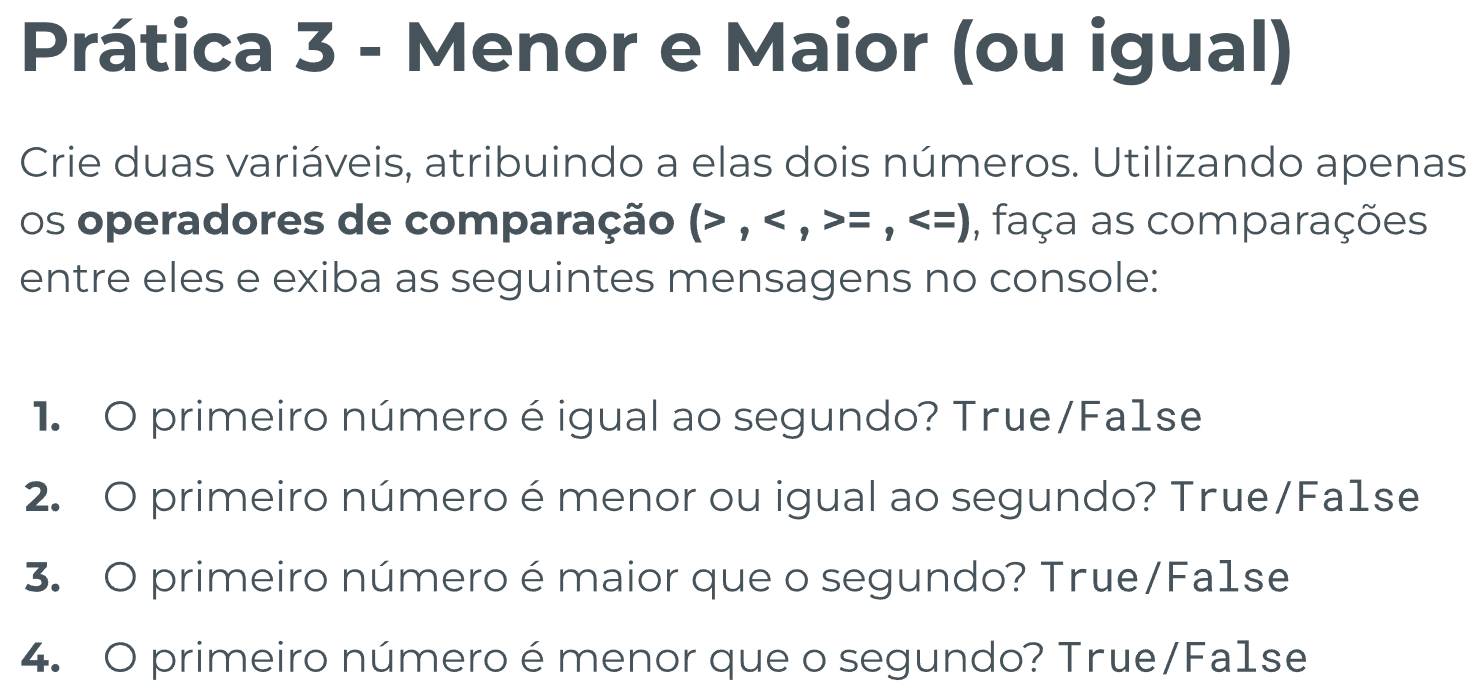 Prática 3 - Menor e Maior (ou igual)
Crie duas variáveis, atribuindo a elas dois números. Utilizando apenas
os operadores de comparação (> , < , >= , <=), faça as comparações
entre eles e exiba as seguintes mensagens no console:
1. O primeiro número é igual ao segundo? True/False
2. O primeiro número é menor ou igual ao segundo? True/False
3. O primeiro número é maior que o segundo? True/False
4. O primeiro número é menor que o segundo? True/False